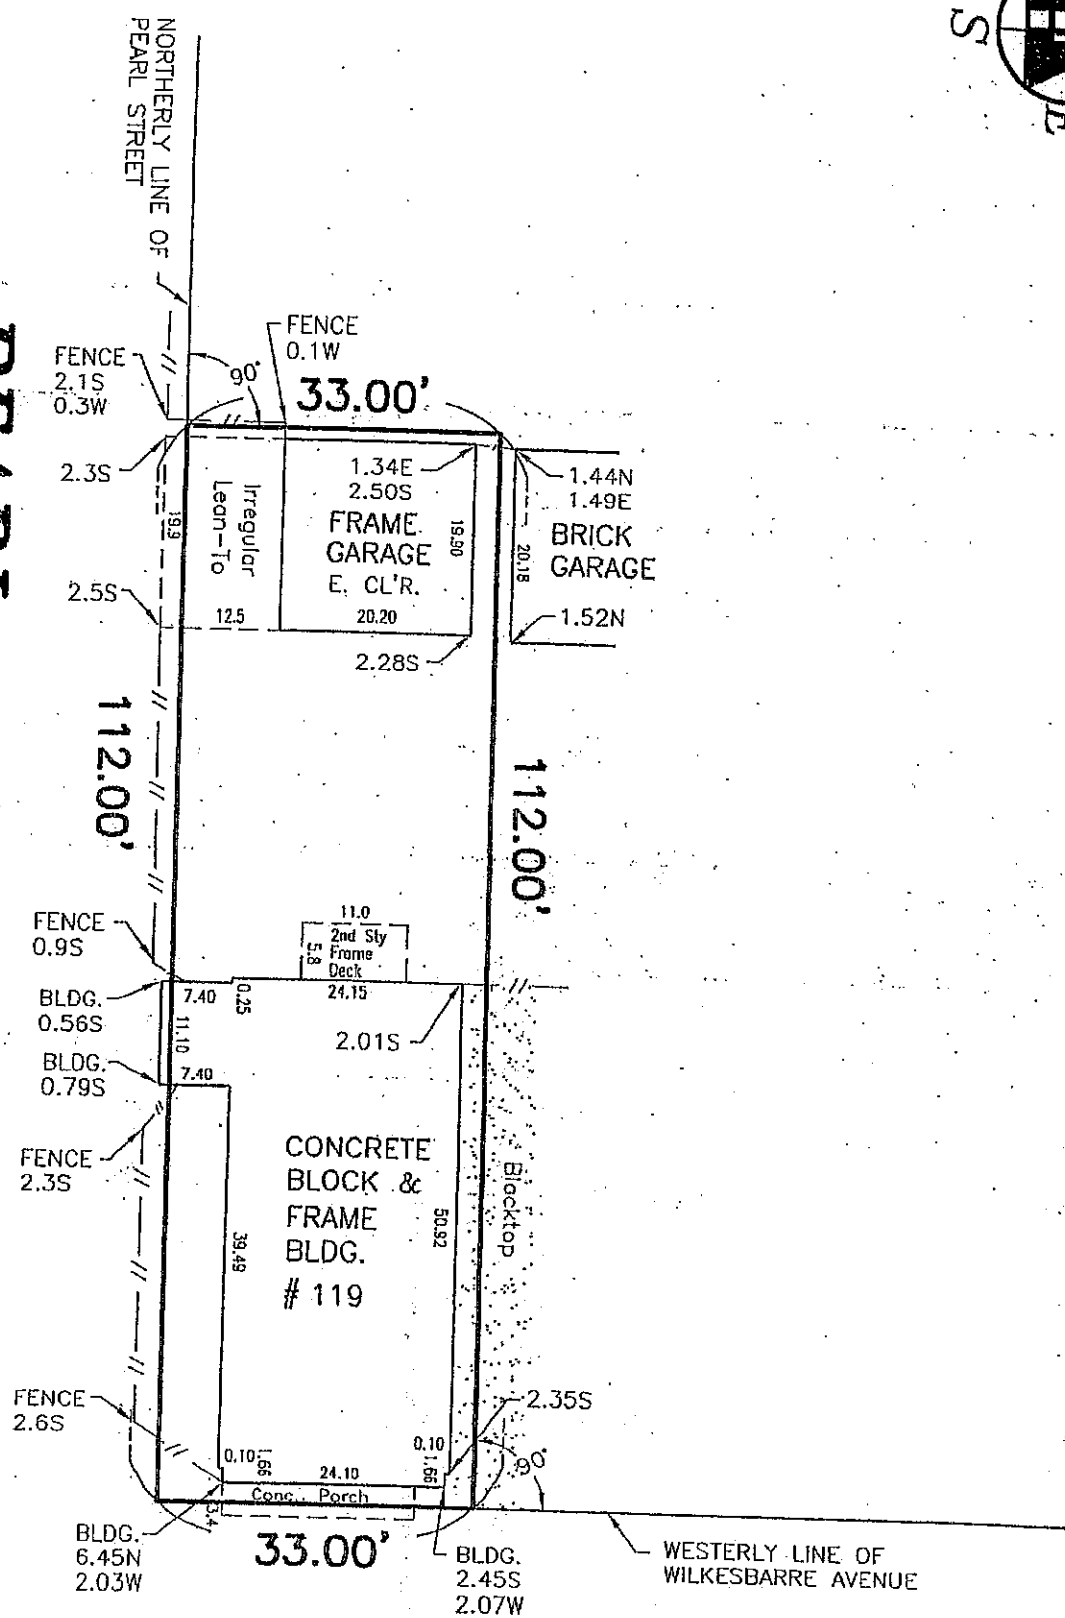 S
E
NORTHERLY LINE OF
PEARL STREET
FENCE
0.1W
FENCE
2.1S
0.3W
90°
33.00'
2.3S
1.34E
2.50S
1.44N
1.49E
Irregular
Lean-To
19.9
FRAME
GARAGE
E. CL'R.
19.90
20.18
BRICK
GARAGE
2.5S
12.5
20.20
1.52N
2.28S
112.00'
112.00'
FENCE
0.9S
11.0
2nd Sty
Frame
Deck
5.8
BLDG.
0.56S
7.40
0.25
24.15
11.10
2.01S
BLDG.
0.79S
7.40
FENCE
2.3S
CONCRETE
BLOCK &
FRAME
BLDG.
# 119
39.49
50.92
Blacktop
FENCE
2.6S
2.35S
0.10
1.66
24.10
0.10
1.66
90°
Conc. Porch
3.4
33.00'
BLDG.
6.45N
2.03W
BLDG.
2.45S
2.07W
WESTERLY LINE OF
WILKESBARRE AVENUE